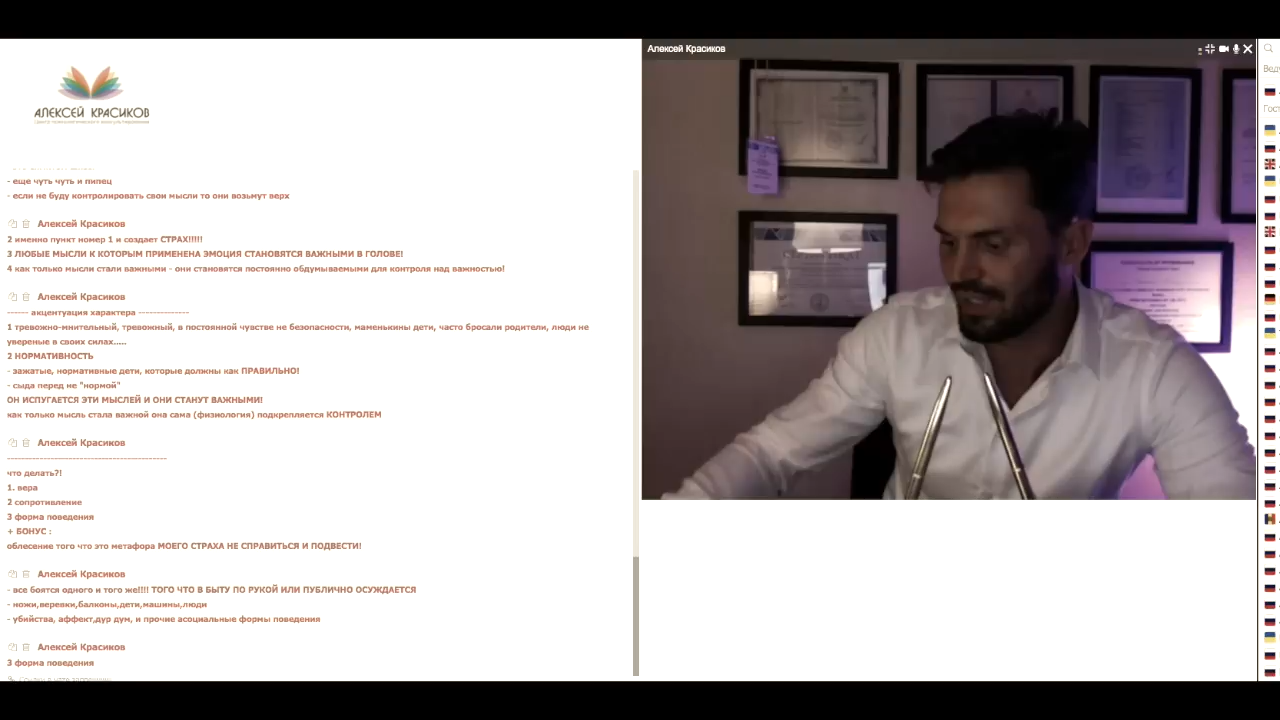 АЛЕКСЕЙ КРАСИКОВ
- еще чуть чуть и пипец
- если не буду контролировать свои мысли то они возьмут верх
Алексей Красиков
2 именно пункт номер 1 и создает СТРАХ!!!!!
3 ЛЮБЫЕ МЫСЛИ К КОТОРЫМ ПРИМЕНЕНА ЭМОЦИЯ СТАНОВЯТСЯ ВАЖНЫМИ В ГОЛОВЕ!
4 как только мысли стали важными - они становятся постоянно обдумываемыми для контроля над важностью!
Алексей Красиков
------ акцентуация характера --------------
1 тревожно-мнительный, тревожный, в постоянной чувстве не безопасности, маменькины дети, часто бросали родители, люди не
увереные в своих силах.....
2 НОРМАТИВНОСТЬ
- зажатые, нормативные дети, которые должны как ПРАВИЛЬНО!
- сыда перед не "нормой"
ОН ИСПУГАЕТСЯ ЭТИ МЫСЛЕЙ И ОНИ СТАНУТ ВАЖНЫМИ!
как только мысль стала важной она сама (физиология) подкрепляется КОНТРОЛЕМ
Алексей Красиков
--------------------------------------------
что делать?!
1. вера
2 сопротивление
3 форма поведения
+ БОНУС :
облесение того что это метафора МОЕГО СТРАХА НЕ СПРАВИТЬСЯ И ПОДВЕСТИ!
Алексей Красиков
- все боятся одного и того же!!!! ТОГО ЧТО В БЫТУ ПО РУКОЙ ИЛИ ПУБЛИЧНО ОСУЖДАЕТСЯ
- ножи,веревки,балконы,дети,машины,люди
- убийства, аффект,дур дум, и прочие асоциальные формы поведения
Алексей Красиков
3 форма поведения
Алексей Красиков